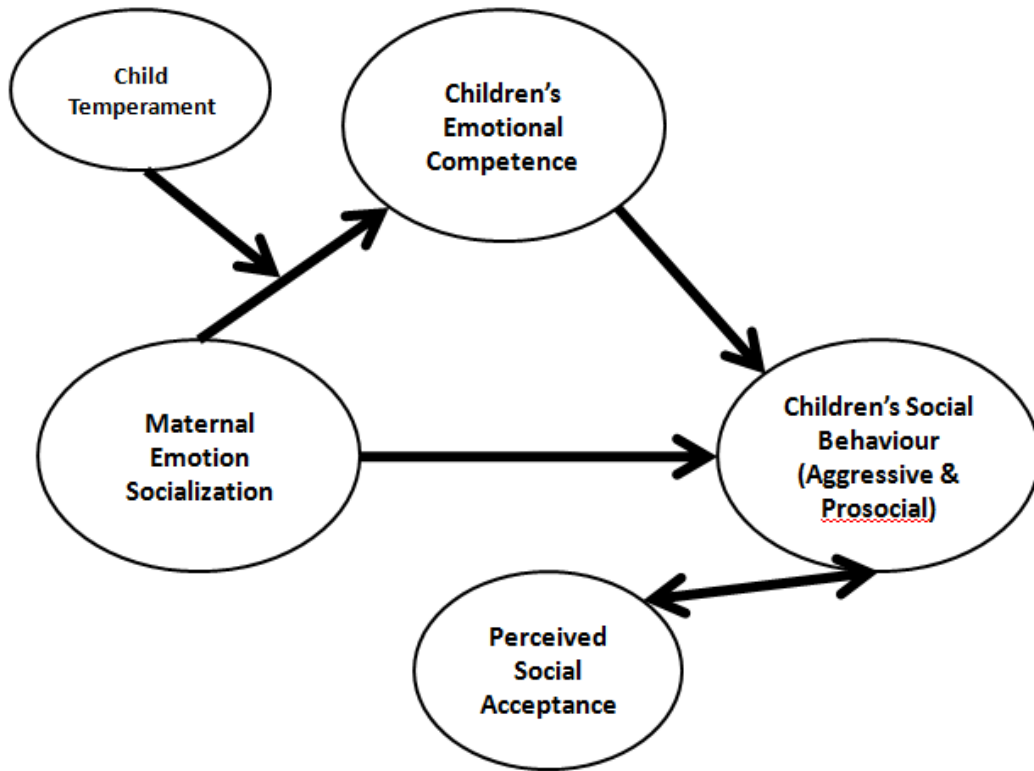 Child
Temperament
Children's
Emotional
Competence
Maternal
Emotion
Socialization
Children's Social
Behaviour
(Aggressive &
Prosocial)
Perceived
Social
Acceptance